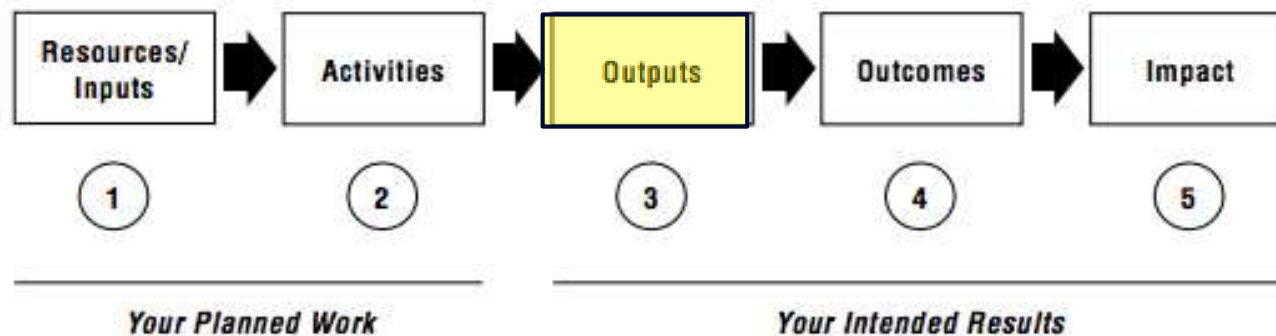 Resources/
Inputs
Activities
Outputs
Outcomes
Impact
1
2
3
4
5
Your Planned Work
Your Intended Results